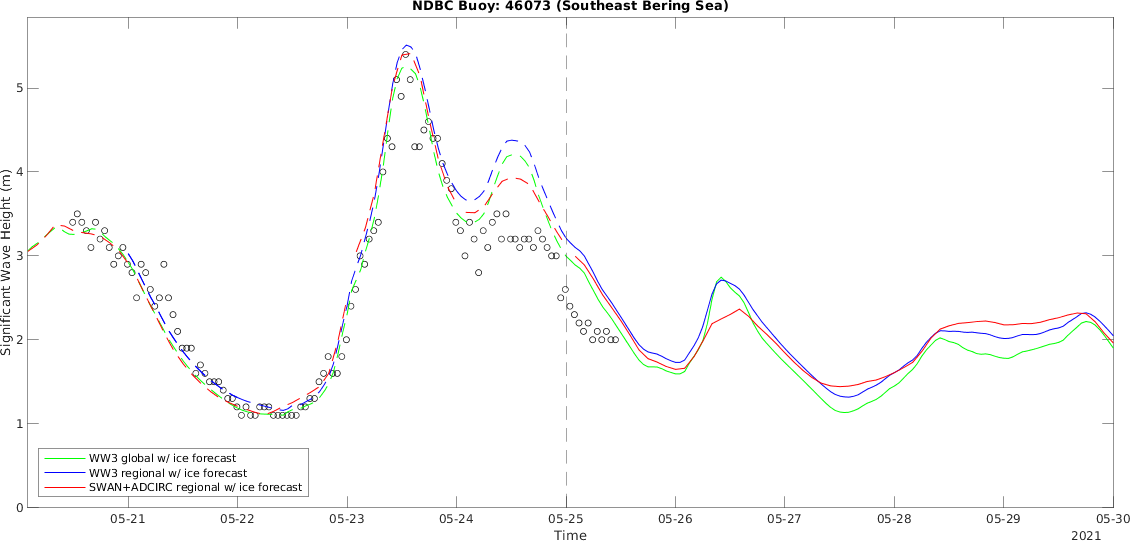 NDBC Buoy: 46073 (Southeast Bering Sea)
Significant Wave Height (m)
5
4
3
2
1
0
WW3 global w/ ice forecast
WW3 regional w/ ice forecast
SWAN+ADCIRC regional w/ ice forecast
05-21 05-22 05-23 05-24 05-25 05-26 05-27 05-28 05-29 05-30
Time
2021